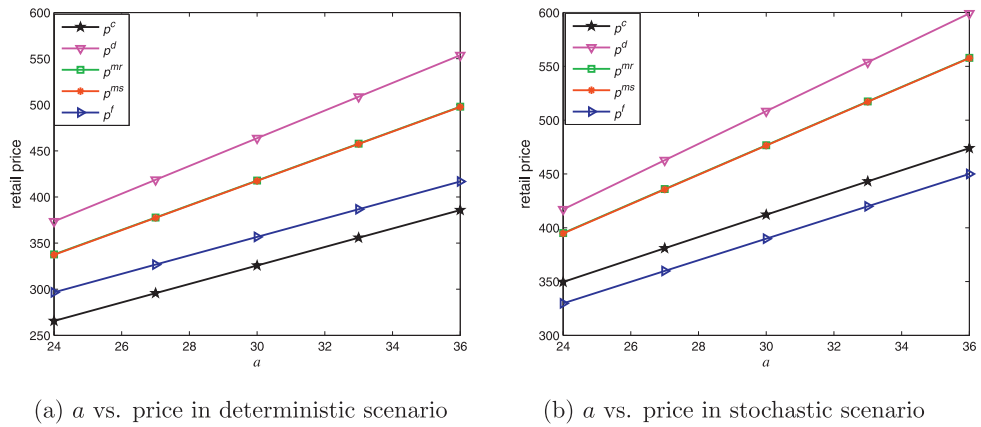 600
550
500
450
400
350
300
250
24
26
28
30
32
34
36
retail price
a
p^c
p^d
p^mr
p^ms
p^f
(a) a vs. price in deterministic scenario
600
550
500
450
400
350
300
24
26
28
30
32
34
36
retail price
a
p^c
p^d
p^mr
p^ms
p^f
(b) a vs. price in stochastic scenario